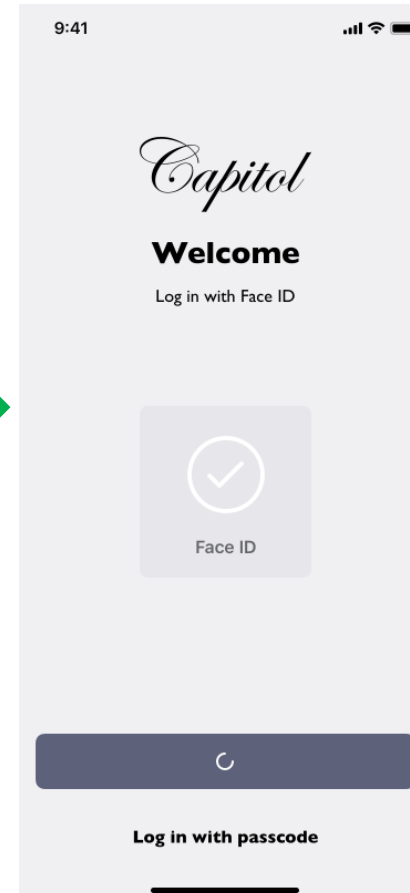 9:41
Capitol
Welcome
Log in with Face ID
Face ID
Log in with passcode